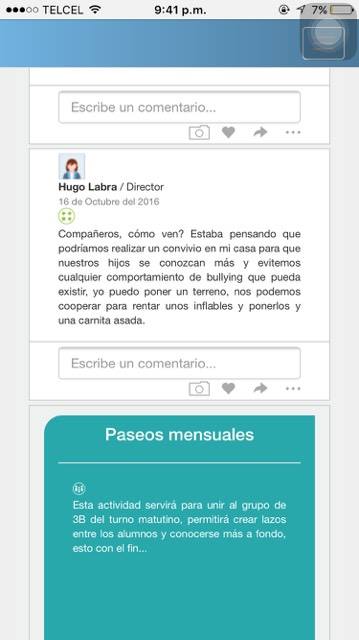 TELCEL 9:41 p.m. 7%
Escribe un comentario...
Hugo Labra / Director
16 de Octubre del 2016
Compañeros, cómo ven? Estaba pensando que
podríamos realizar un convivio en mi casa para que
nuestros hijos se conozcan más y evitemos
cualquier comportamiento de bullying que pueda
existir, yo puedo poner un terreno, nos podemos
cooperar para rentar unos inflables y ponerlos y
una carnita asada.
Escribe un comentario...
Paseos mensuales
Esta actividad servirá para unir al grupo de
3B del turno matutino, permitirá crear lazos
entre los alumnos y conocerse más a fondo,
esto con el fin...